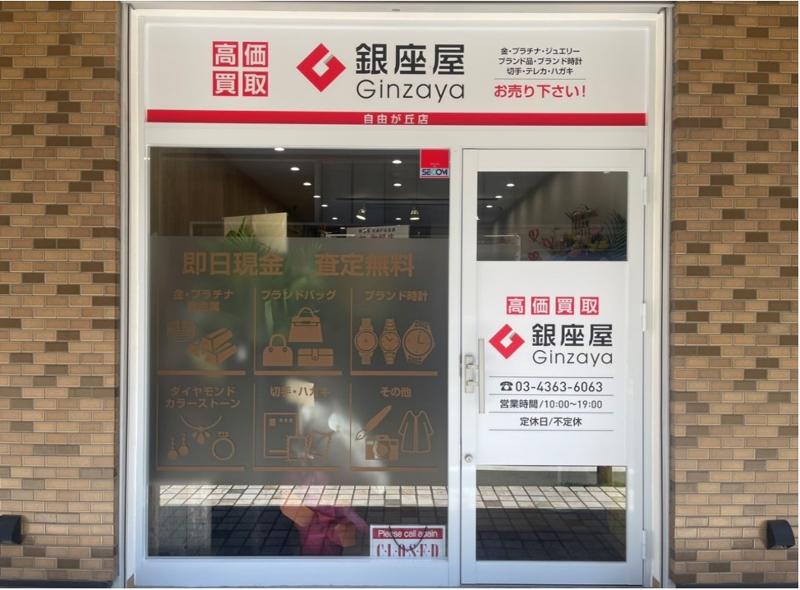 高価
買取
銀座屋
Ginzaya
金・プラチナ・ジュエリー
ブランド品・ブランド時計
切手・テレカ・ハガキ
お売り下さい!
自由が丘店
SECOM
即日現金 査定無料
金・プラチナ
ブランドバッグ
ブランド時計
ダイヤモンド
カラーストーン
切手・ハガキ
その他
高価買取
銀座屋
Ginzaya
☎03-4363-6063
営業時間/10:00~19:00
定休日/不定休
Please call again
CLOSED